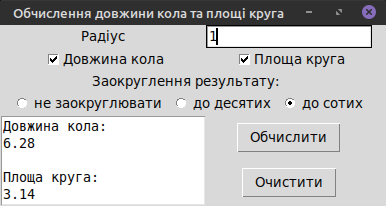 Обчислення довжини кола та площі круга
Радіус 1
Довжина кола Площа круга
Заокруглення результату:
не заокруглювати до десятих до сотих
Довжина кола:
6.28
Площа круга:
3.14
Обчислити
Очистити